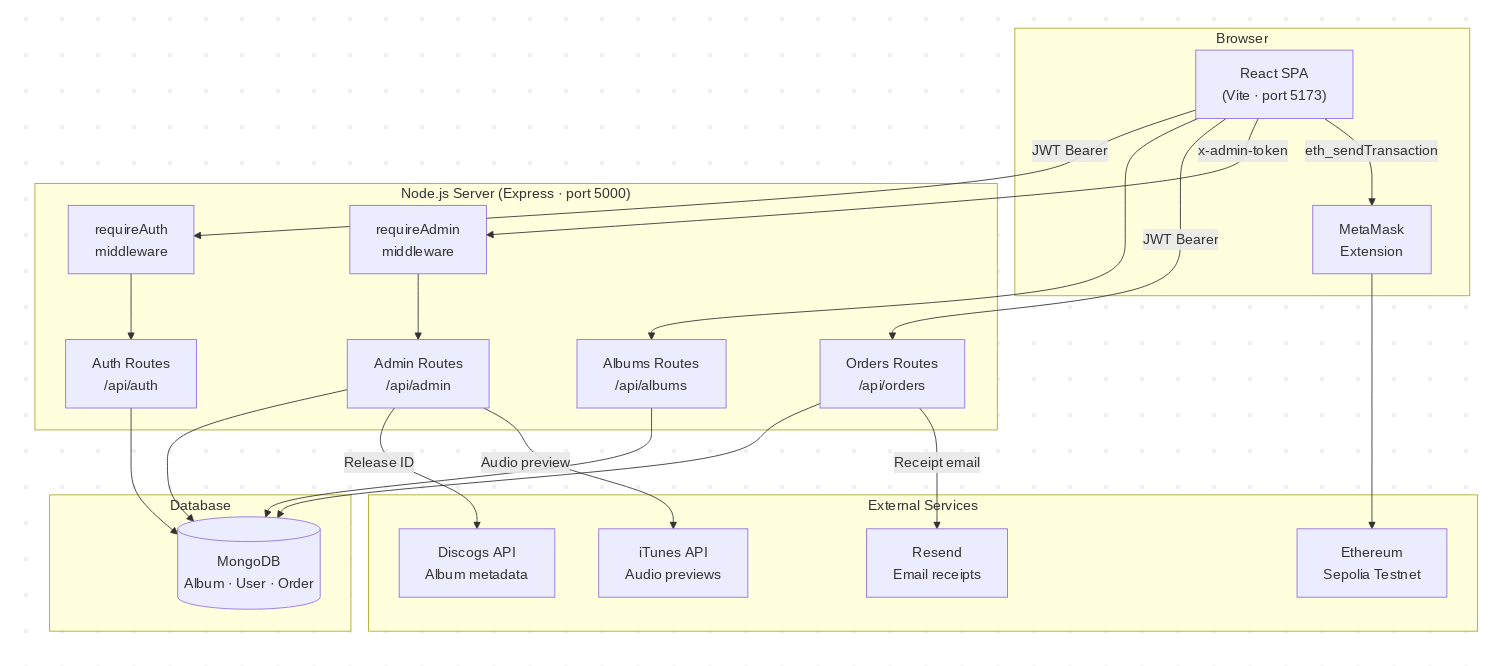 Browser
React SPA
(Vite · port 5173)
JWT Bearer
x-admin-token
eth_sendTransaction
Node.js Server (Express · port 5000)
requireAuth
middleware
requireAdmin
middleware
JWT Bearer
MetaMask
Extension
Auth Routes
/api/auth
Admin Routes
/api/admin
Albums Routes
/api/albums
Orders Routes
/api/orders
Release ID
Audio preview
Receipt email
Database
MongoDB
Album · User · Order
External Services
Discogs API
Album metadata
iTunes API
Audio previews
Resend
Email receipts
Ethereum
Sepolia Testnet